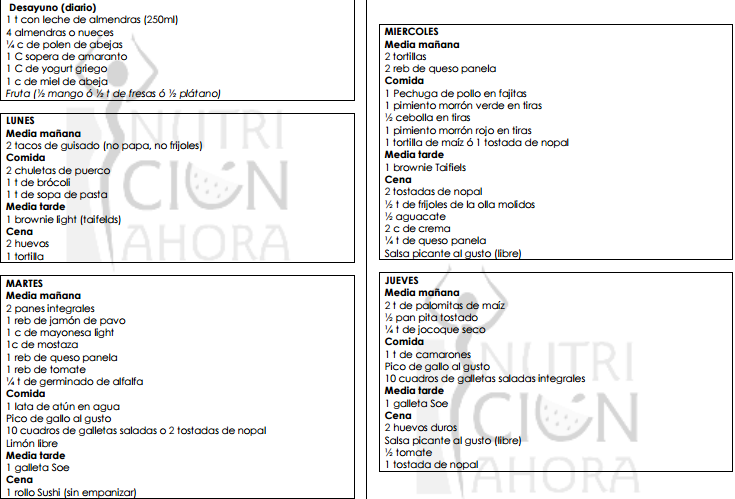 Desayuno (diario)
1 t con leche de almendras (250ml)
4 almendras o nueces
¼ c de polen de abejas
1 C sopera de amaranto
1 C de yogurt griego
1 c de miel de abeja
Fruta (½ mango ó ½ t de fresas ó ½ plátano)
LUNES
Media mañana
2 tacos de guisado (no papa, no frijoles)
Comida
2 chuletas de puerco
1 t de brócoli
1 t de sopa de pasta
Media tarde
1 brownie light (taifelds)
Cena
2 huevos
1 tortilla
MARTES
Media mañana
2 panes integrales
1 reb de jamón de pavo
1 c de mayonesa light
1c de mostaza
1 reb de queso panela
1 reb de tomate
¼ t de germinado de alfalfa
Comida
1 lata de atún en agua
Pico de gallo al gusto
10 cuadros de galletas saladas o 2 tostadas de nopal
Limón libre
Media tarde
1 galleta Soe
Cena
1 rollo Sushi (sin empanizar)
MIERCOLES
Media mañana
2 tortillas
2 reb de queso panela
Comida
1 Pechuga de pollo en fajitas
1 pimiento morrón verde en tiras
½ cebolla en tiras
1 pimiento morrón rojo en tiras
1 tortilla de maíz ó 1 tostada de nopal
Media tarde
1 brownie Taifiels
Cena
2 tostadas de nopal
½ t de frijoles de la olla molidos
½ aguacate
2 c de crema
¼ t de queso panela
Salsa picante al gusto (libre)
JUEVES
Media mañana
2 t de palomitas de maíz
½ pan pita tostado
¼ t de jocoque seco
Comida
1 t de camarones
Pico de gallo al gusto
10 cuadros de galletas saladas integrales
Media tarde
1 galleta Soe
Cena
2 huevos duros
Salsa picante al gusto (libre)
½ tomate
1 tostada de nopal
NUTRI
CIÓN
AHORA
NUTRI
CIÓN
AHORA